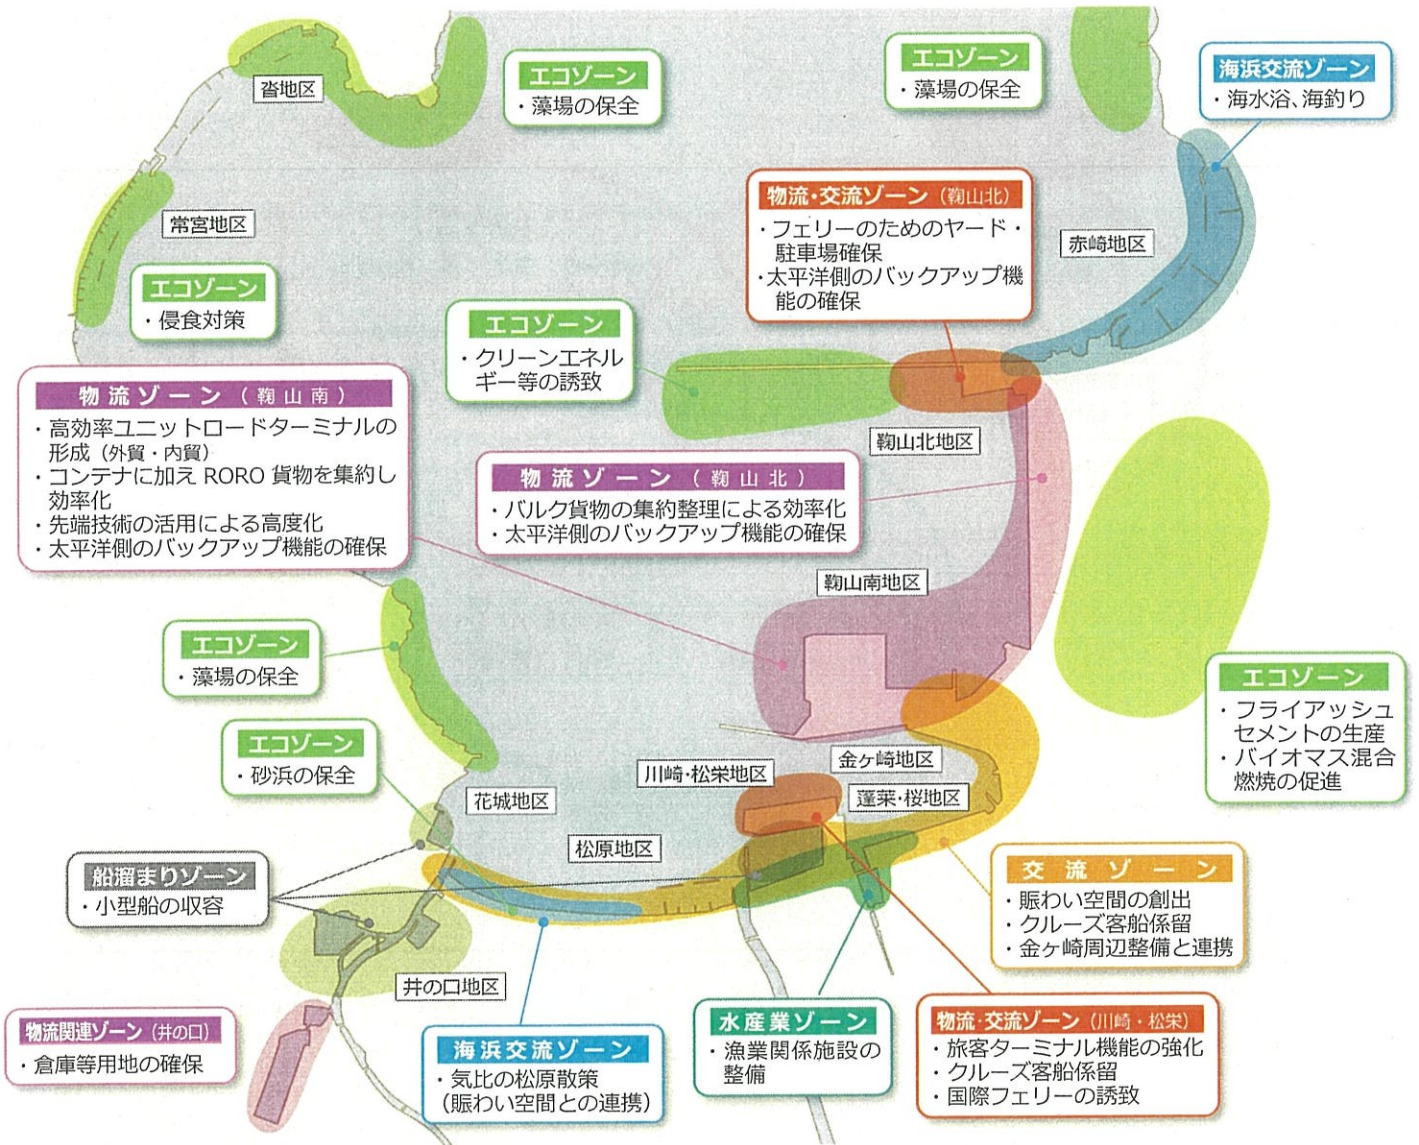 エコゾーン
・藻場の保全
沓地区
エコゾーン
・藻場の保全
海浜交流ゾーン
・海水浴、海釣り
常宮地区
エコゾーン
・侵食対策
物流・交流ゾーン（鞠山北）
・フェリーのためのヤード・
駐車場確保
・太平洋側のバックアップ機
能の確保
赤崎地区
エコゾーン
・クリーンエネル
ギー等の誘致
物流ゾーン（鞠山南）
・高効率ユニットロードターミナルの
形成（外貿・内貿）
・コンテナに加え RORO 貨物を集約し
効率化
・先端技術の活用による高度化
・太平洋側のバックアップ機能の確保
鞠山北地区
物流ゾーン（鞠山北）
・バルク貨物の集約整理による効率化
・太平洋側のバックアップ機能の確保
鞠山南地区
エコゾーン
・藻場の保全
エコゾーン
・フライアッシュ
セメントの生産
・バイオマス混合
燃焼の促進
エコゾーン
・砂浜の保全
川崎・松栄地区
金ヶ崎地区
蓬莱・桜地区
花城地区
松原地区
船溜まりゾーン
・小型船の収容
交流ゾーン
・賑わい空間の創出
・クルーズ客船係留
・金ヶ崎周辺整備と連携
井の口地区
物流関連ゾーン（井の口）
・倉庫等用地の確保
海浜交流ゾーン
・気比の松原散策
（賑わい空間との連携）
水産業ゾーン
・漁業関係施設の
整備
物流・交流ゾーン（川崎・松栄）
・旅客ターミナル機能の強化
・クルーズ客船係留
・国際フェリーの誘致